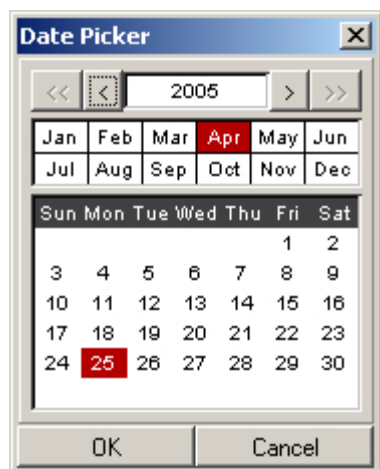 Date Picker
<< < 2005 > >>
Jan Feb Mar Apr May Jun
Jul Aug Sep Oct Nov Dec
Sun Mon Tue Wed Thu Fri Sat
1 2
3 4 5 6 7 8 9
10 11 12 13 14 15 16
17 18 19 20 21 22 23
24 25 26 27 28 29 30
OK Cancel